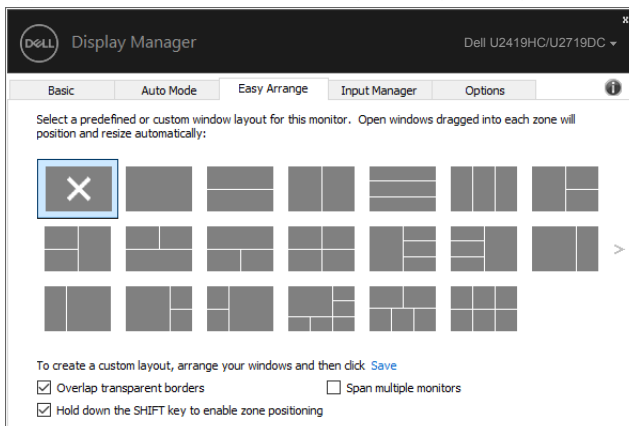 x
DELL Display Manager Dell U2419HC/U2719DC
Basic Auto Mode Easy Arrange Input Manager Options
Select a predefined or custom window layout for this monitor. Open windows dragged into each zone will
position and resize automatically:
To create a custom layout, arrange your windows and then click Save
Overlap transparent borders Span multiple monitors
Hold down the SHIFT key to enable zone positioning